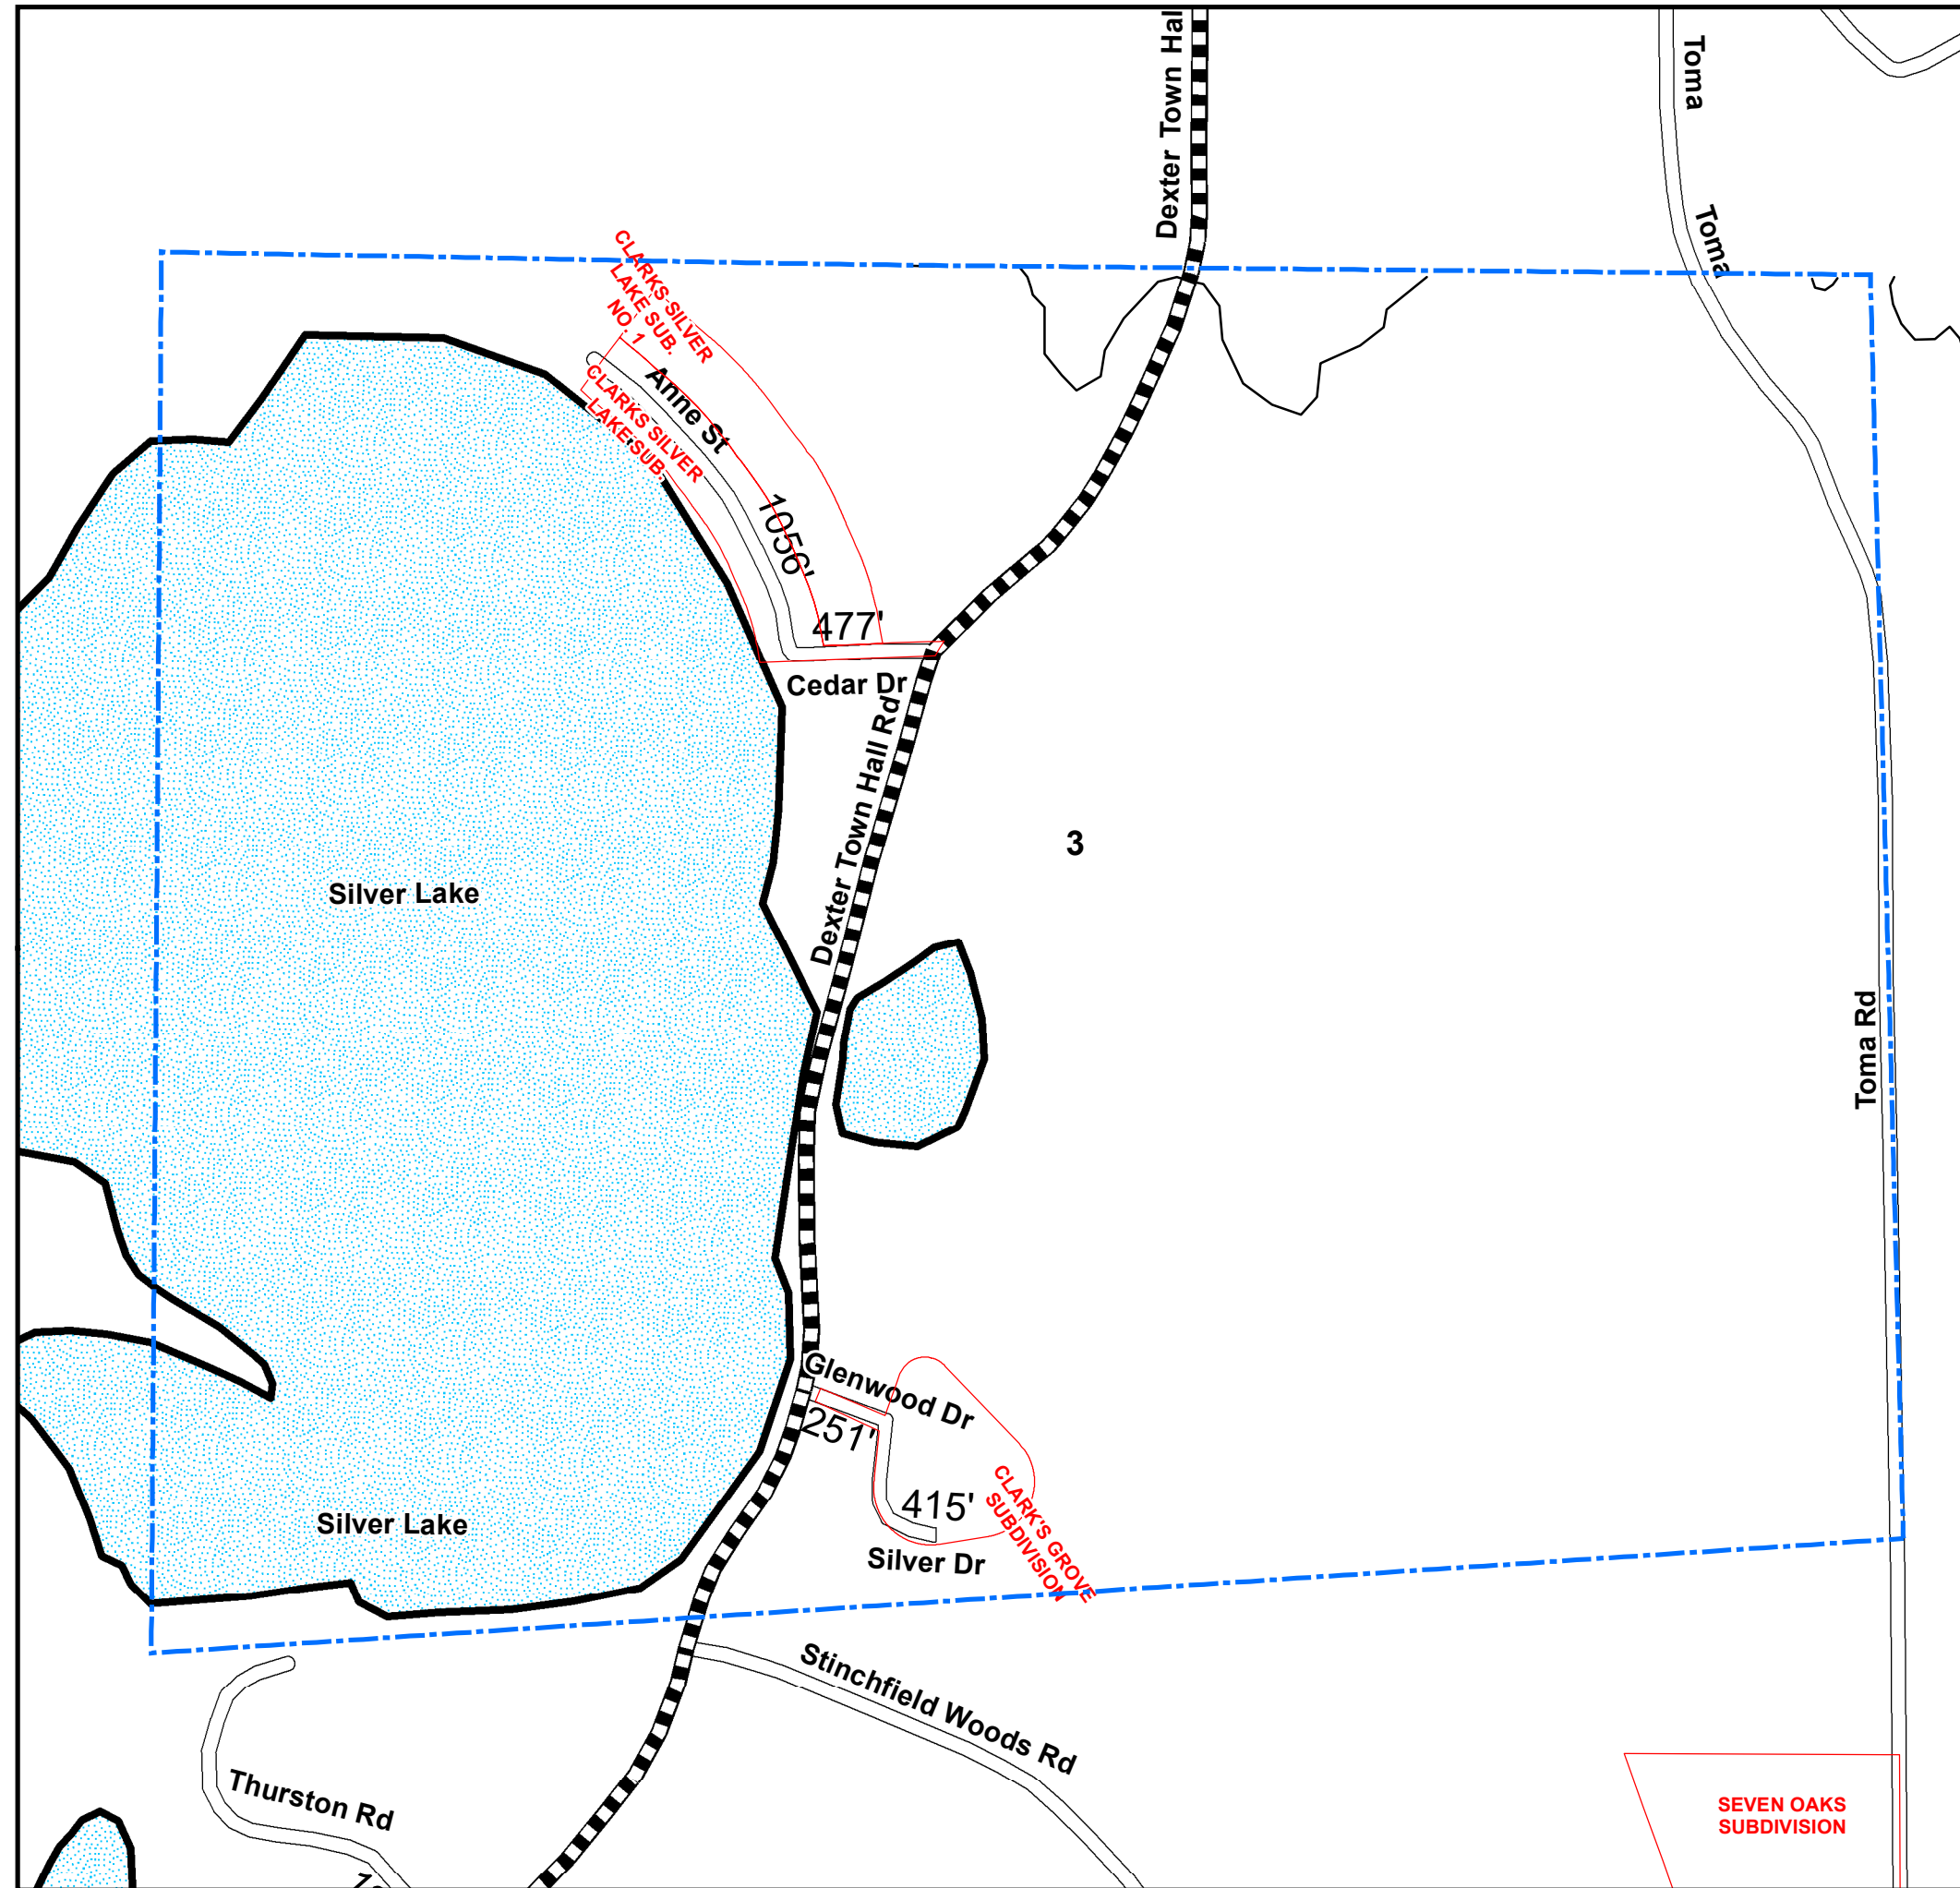 Dexter Town Hal
Toma
Toma
CLARKS SILVER
LAKE SUB.
NO. 1
Anne St
CLARKS SILVER
LAKE SUB.
1056'
477'
Cedar Dr
Dexter Town Hall Rd
3
Silver Lake
Toma Rd
Glenwood Dr
251'
415'
CLARK'S GROVE
SUBDIVISION
Silver Lake
Silver Dr
Stinchfield Woods Rd
Thurston Rd
SEVEN OAKS
SUBDIVISION